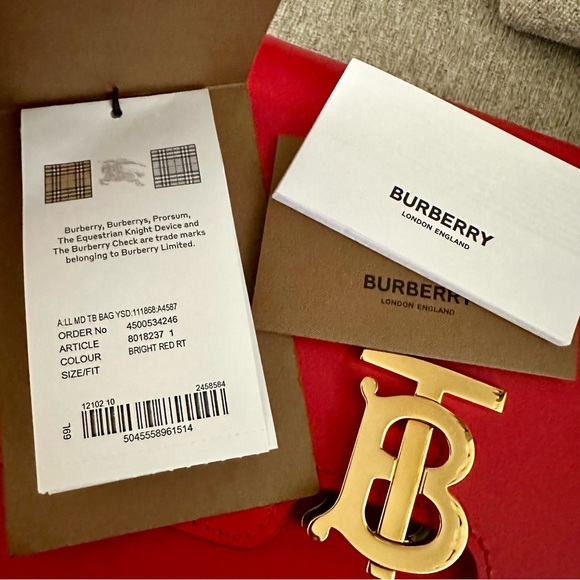 Burberry, Burberrys, Prorsum,
The Equestrian Knight Device and
The Burberry Check are trade marks
belonging to Burberry Limited.
A:LL MD TB BAG YSD:111868:A4587
ORDER No 4500534246
ARTICLE 8018237 1
COLOUR BRIGHT RED RT
SIZE/FIT
12102 10 2458584
69L
5045558961514
BURBERRY
LONDON ENGLAND
BURBERRY
LONDON ENGLAND
TB